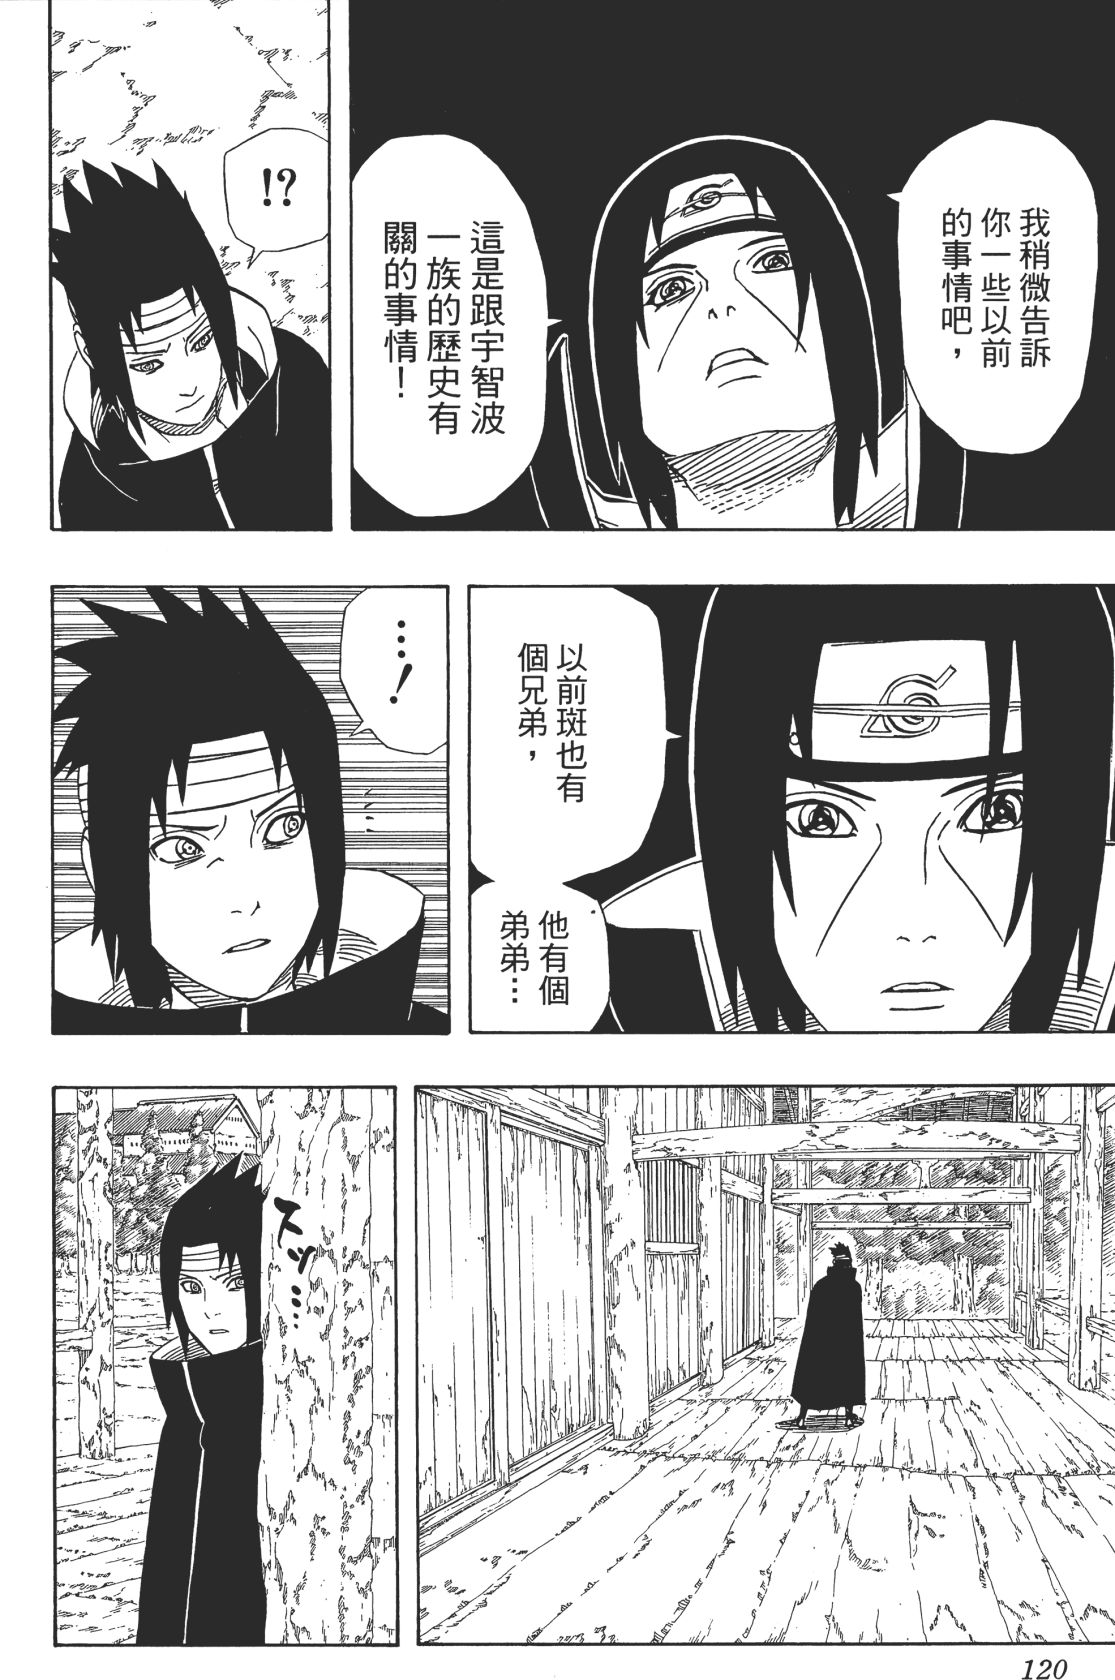 我稍微告訴
你一些以前
的事情吧，
這是跟宇智波
一族的歷史有
關的事情！
!?
以前斑也有
個兄弟，
他有個
弟弟…
…！
スッ…
120